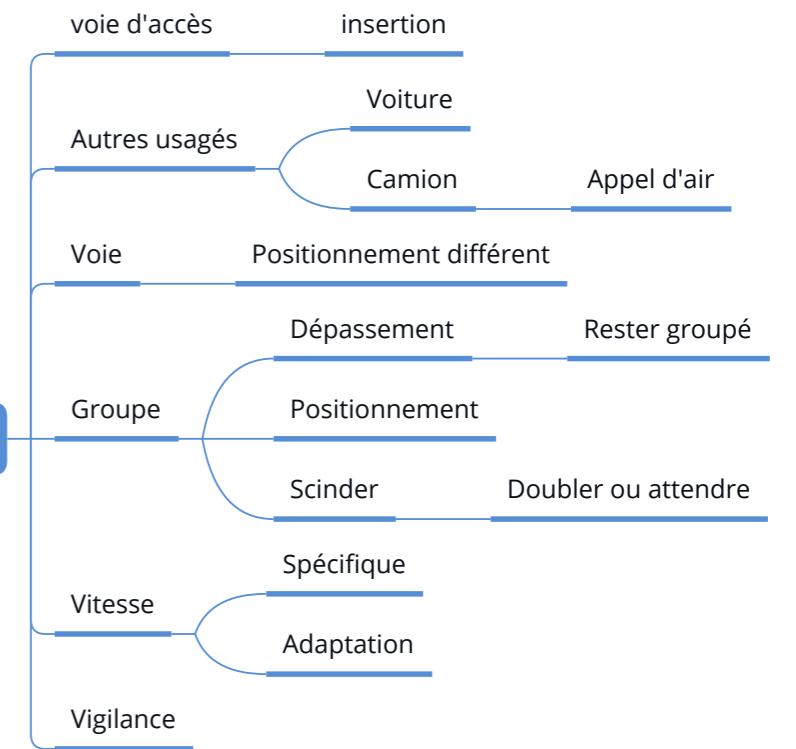 voie d'accès
insertion
Autres usagés
Voiture
Camion
Appel d'air
Voie
Positionnement différent
Groupe
Dépassement
Rester groupé
Positionnement
Scinder
Doubler ou attendre
Vitesse
Spécifique
Adaptation
Vigilance